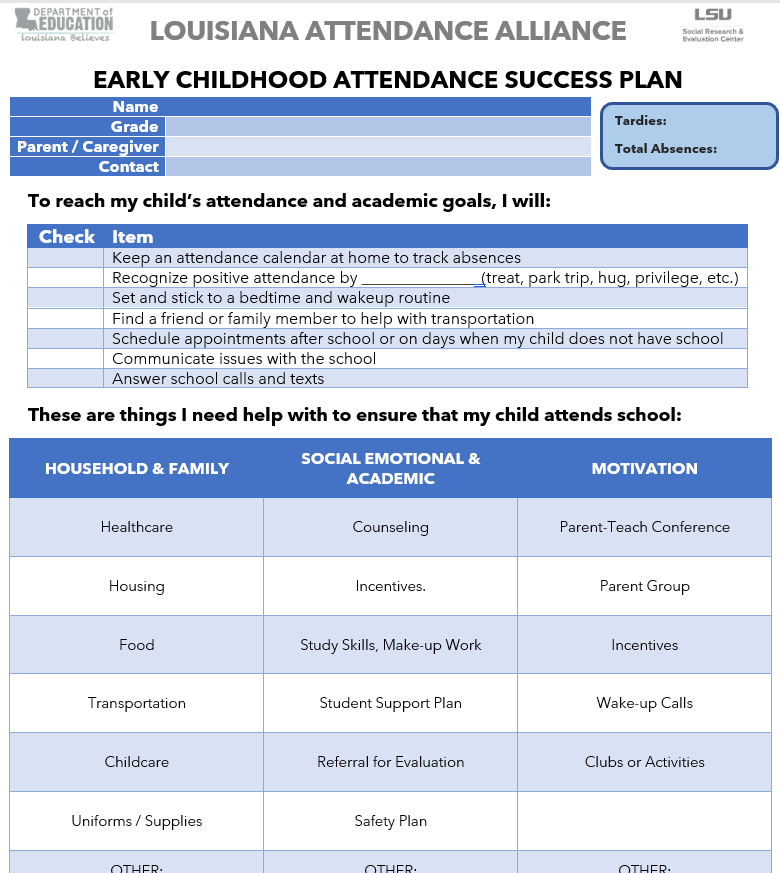 DEPARTMENT of
EDUCATION
Louisiana Believes
LOUISIANA ATTENDANCE ALLIANCE
LSU
Social Research &
Evaluation Center
EARLY CHILDHOOD ATTENDANCE SUCCESS PLAN
Name
Grade
Parent / Caregiver
Contact
Tardies:
Total Absences:
To reach my child’s attendance and academic goals, I will:
Check Item
Keep an attendance calendar at home to track absences
Recognize positive attendance by _______________(treat, park trip, hug, privilege, etc.)
Set and stick to a bedtime and wakeup routine
Find a friend or family member to help with transportation
Schedule appointments after school or on days when my child does not have school
Communicate issues with the school
Answer school calls and texts
These are things I need help with to ensure that my child attends school:
HOUSEHOLD & FAMILY
SOCIAL EMOTIONAL &
ACADEMIC
MOTIVATION
Healthcare Counseling Parent-Teach Conference
Housing Incentives. Parent Group
Food Study Skills, Make-up Work Incentives
Transportation Student Support Plan Wake-up Calls
Childcare Referral for Evaluation Clubs or Activities
Uniforms / Supplies Safety Plan
OTHER: OTHER: OTHER: